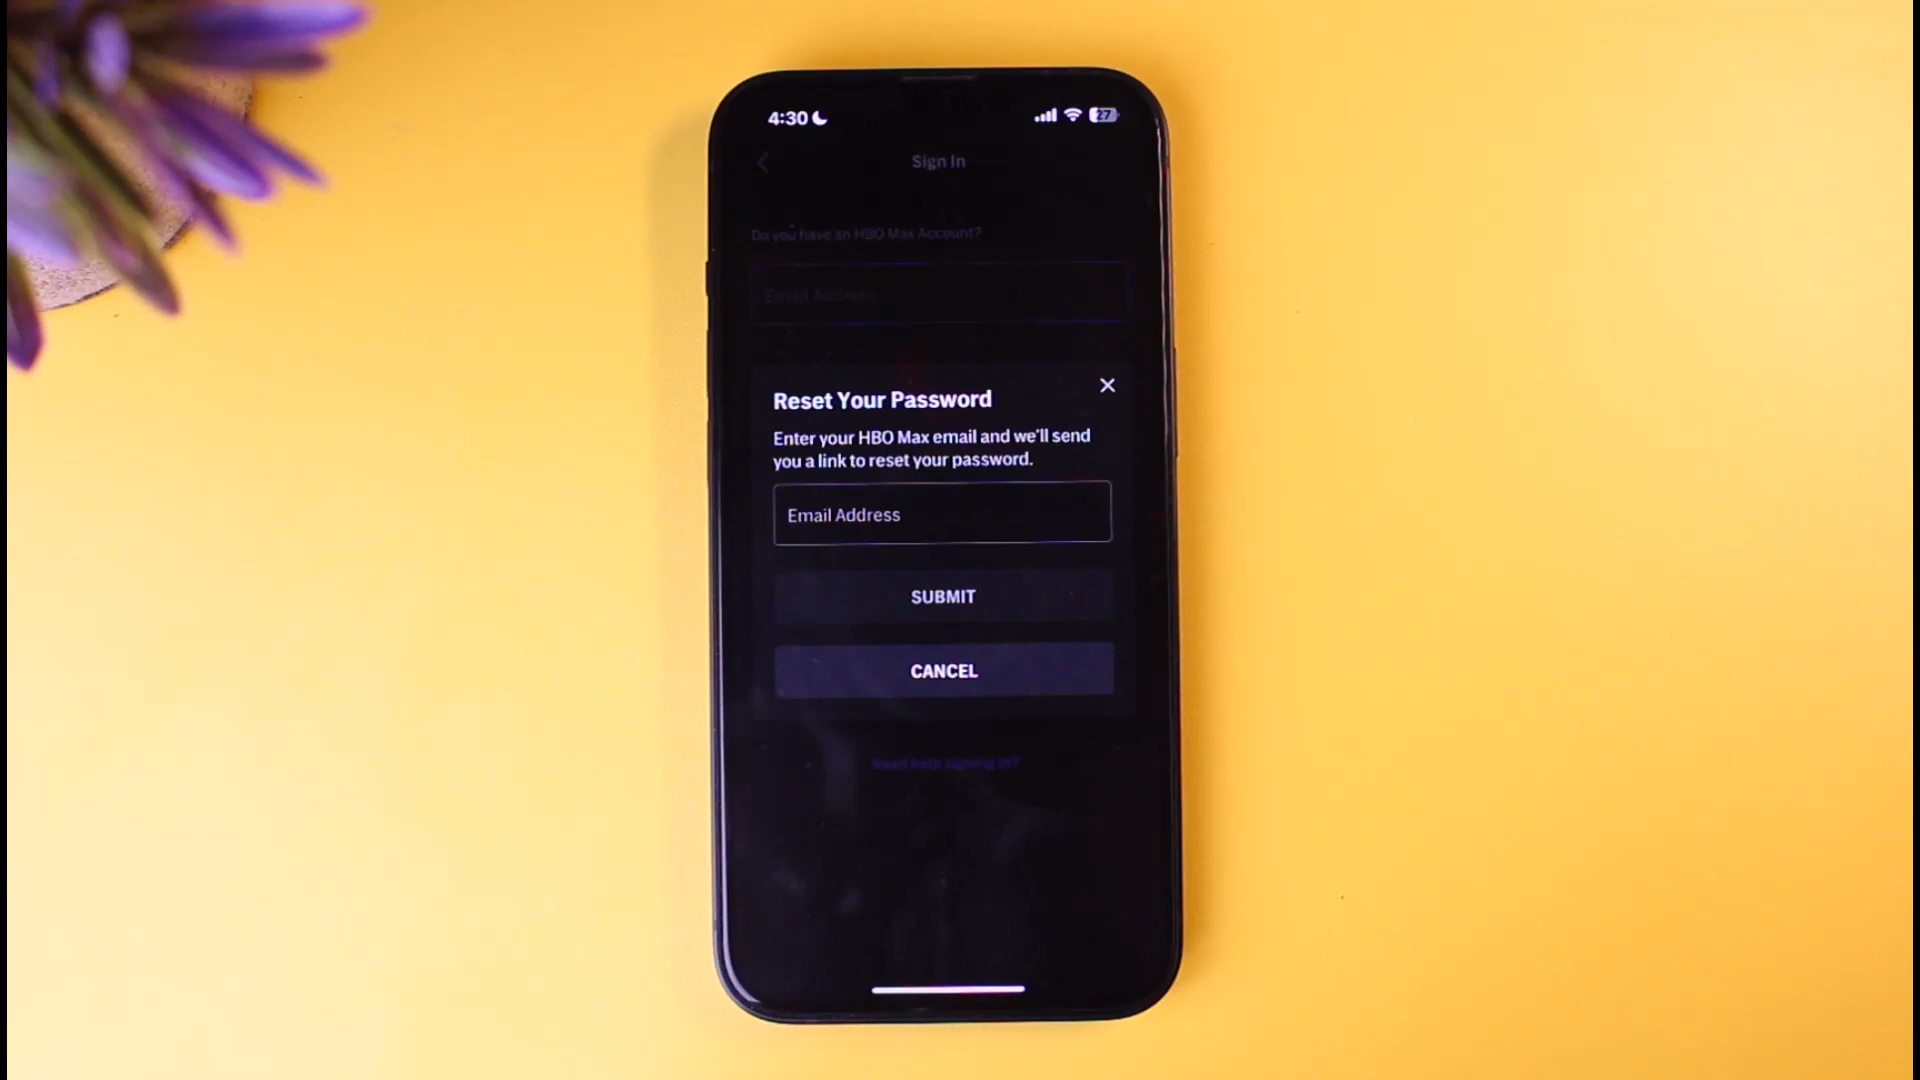 4:30
27
Sign In
Do you have an HBO Max Account?
Email Address
Reset Your Password
Enter your HBO Max email and we'll send
you a link to reset your password.
Email Address
SUBMIT
CANCEL
Need help signing in?